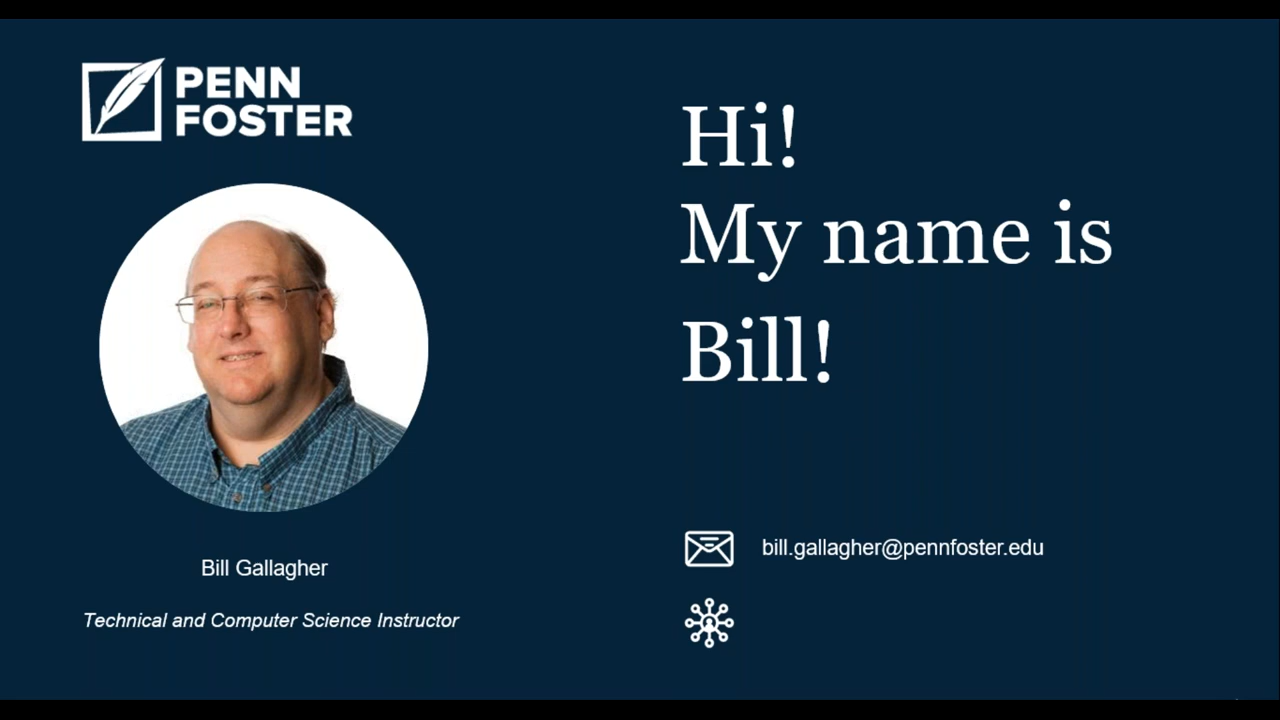 PENN
FOSTER
Hi!
My name is
Bill!
Bill Gallagher
Technical and Computer Science Instructor
bill.gallagher@pennfoster.edu